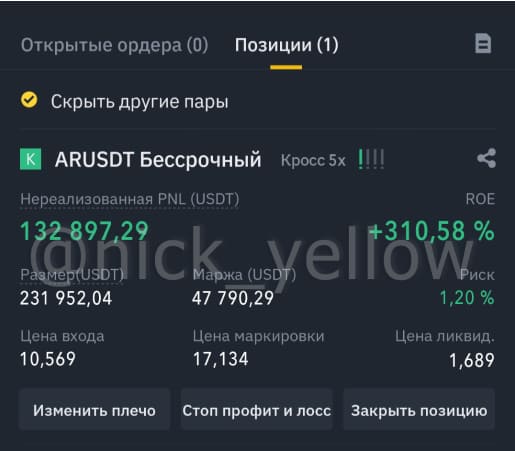 Открытые ордера (0) Позиции (1)
Скрыть другие пары
K ARUSDT Бессрочный Кросс 5x
Нереализованная PNL (USDT) ROE
132 897,29 +310,58 %
@nick_yellow
Размер(USDT) Маржа (USDT) Риск
231 952,04 47 790,29 1,20 %
Цена входа Цена маркировки Цена ликвид.
10,569 17,134 1,689
Изменить плечо Стоп профит и лосс Закрыть позицию